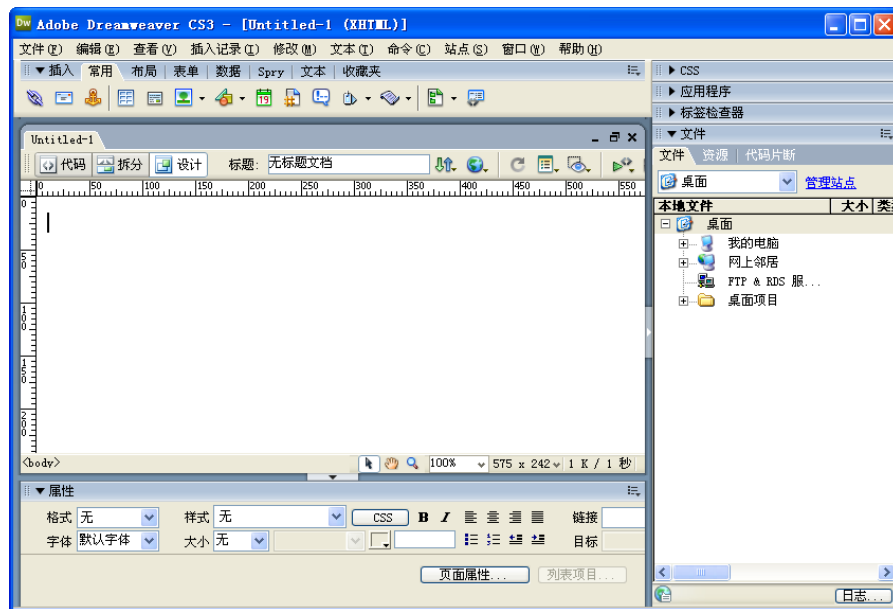 Adobe Dreamweaver CS3 - [Untitled-1 (XHTML)]
文件(F) 编辑(E) 查看(V) 插入记录(I) 修改(M) 文本(T) 命令(C) 站点(S) 窗口(W) 帮助(H)
▼插入 常用 布局 表单 数据 Spry 文本 收藏夹
19
Untitled-1
代码 拆分 设计 标题: 无标题文档
0 50 100 150 200 250 300 350 400 450 500 550
0
50
100
150
200
<body> 100% 575 x 242 1 K / 1 秒
▼属性
格式 无 样式 无 CSS B I 链接
字体 默认字体 大小 无 目标
页面属性... 列表项目...
CSS
应用程序
标签检查器
▼文件
文件 资源 代码片断
桌面 管理站点
本地文件 大小 类
桌面
我的电脑
网上邻居
FTP & RDS 服...
桌面项目
日志...